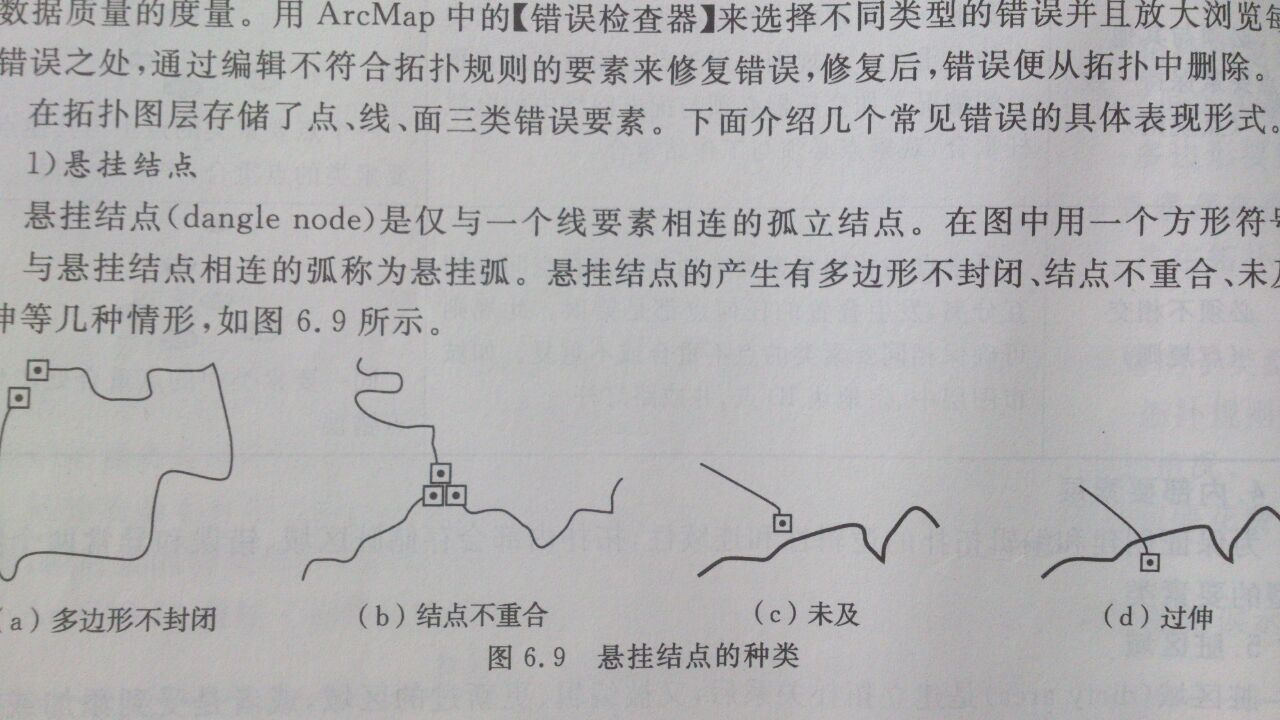 数据质量的度量。用 ArcMap 中的【错误检查器】来选择不同类型的错误并且放大浏览
错误之处,通过编辑不符合拓扑规则的要素来修复错误,修复后,错误便从拓扑中删除。
在拓扑图层存储了点、线、面三类错误要素。下面介绍几个常见错误的具体表现形式。
1)悬挂结点
悬挂结点(dangle node)是仅与一个线要素相连的孤立结点。在图中用一个方形符号
与悬挂结点相连的弧称为悬挂弧。悬挂结点的产生有多边形不封闭、结点不重合、未及
伸等几种情形,如图 6.9 所示。
(a)多边形不封闭 (b)结点不重合 (c)未及 (d)过伸
图 6.9 悬挂结点的种类